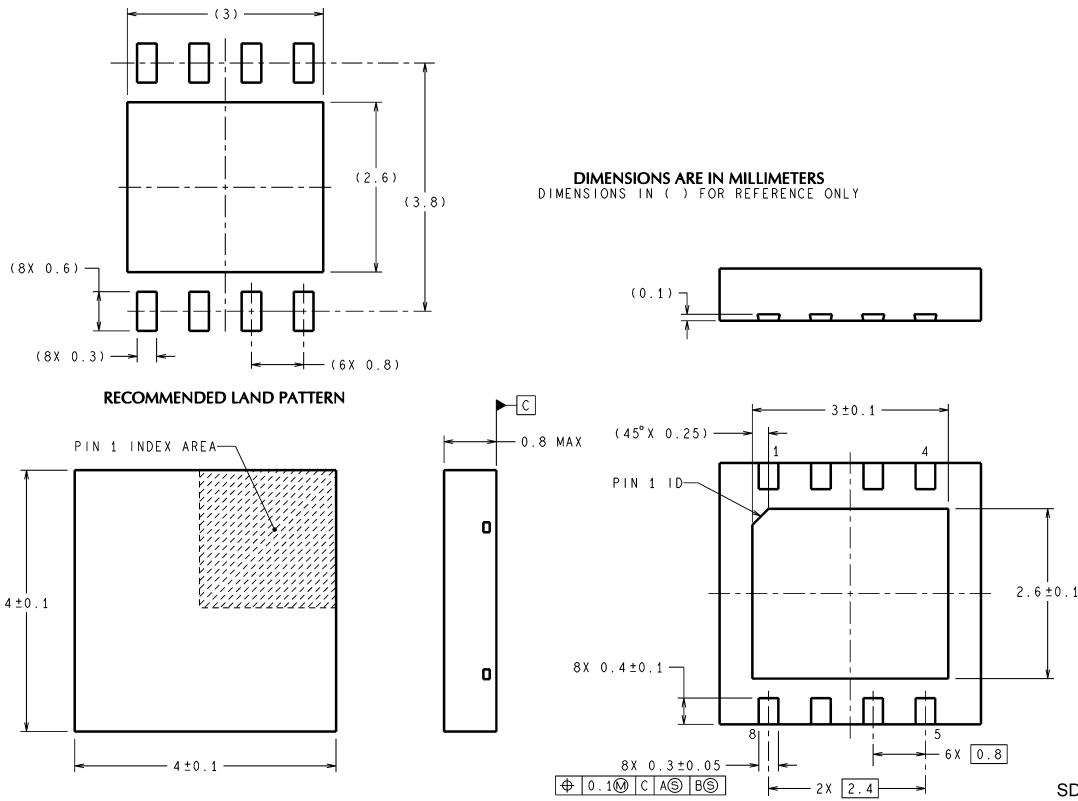 (3)
(2.6)
(3.8)
DIMENSIONS ARE IN MILLIMETERS
DIMENSIONS IN ( ) FOR REFERENCE ONLY
(8X 0.6)
(0.1)
(8X 0.3)
(6X 0.8)
RECOMMENDED LAND PATTERN
C
3±0.1
(45°X 0.25)
PIN 1 INDEX AREA
0.8 MAX
1
4
PIN 1 ID
4±0.1
2.6±0.1
8X 0.4±0.1
8
5
6X 0.8
4±0.1
8X 0.3±0.05
⌖ 0.1Ⓜ C AⓈ BⓈ
2X 2.4
SD